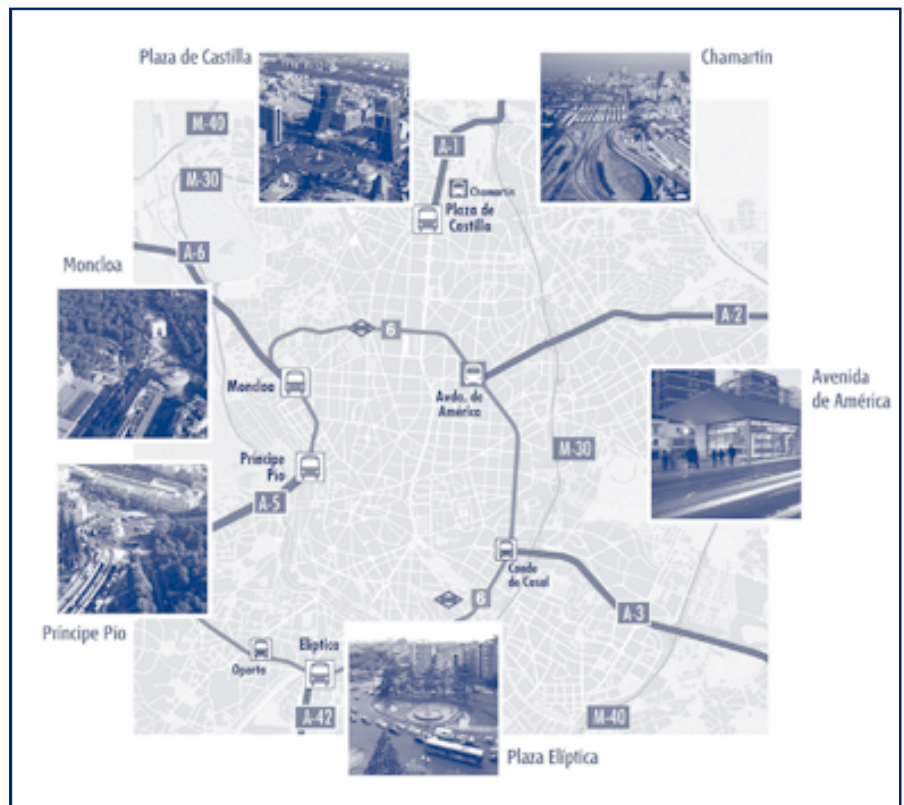 Plaza de Castilla
Chamartín
M-40
A-1
M-30
Chamartín
Plaza de
Castilla
A-6
Moncloa
A-2
6
Moncloa
Avda. de
América
Avenida
de América
M-30
Príncipe
Pío
A-5
Conde
de Casal
6
A-3
Príncipe Pío
Oporto
Elíptica
A-42
M-40
Plaza Elíptica